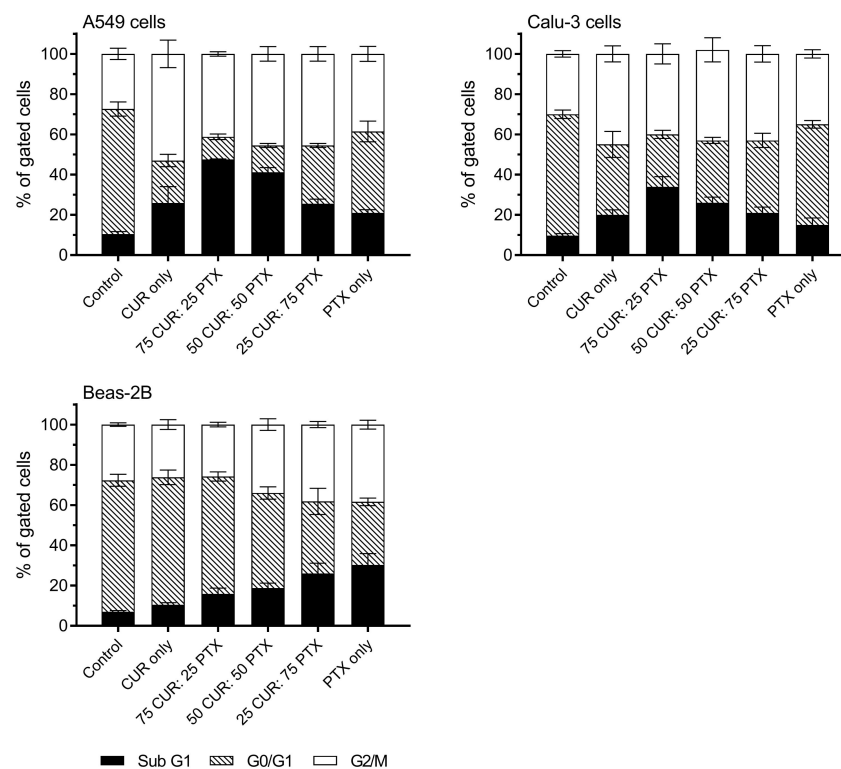 A549 cells
% of gated cells
100
80
60
40
20
0
Control
CUR only
75 CUR: 25 PTX
50 CUR: 50 PTX
25 CUR: 75 PTX
PTX only
Calu-3 cells
% of gated cells
100
80
60
40
20
0
Control
CUR only
75 CUR: 25 PTX
50 CUR: 50 PTX
25 CUR: 75 PTX
PTX only
Beas-2B
% of gated cells
100
80
60
40
20
0
Control
CUR only
75 CUR: 25 PTX
50 CUR: 50 PTX
25 CUR: 75 PTX
PTX only
Sub G1 G0/G1 G2/M